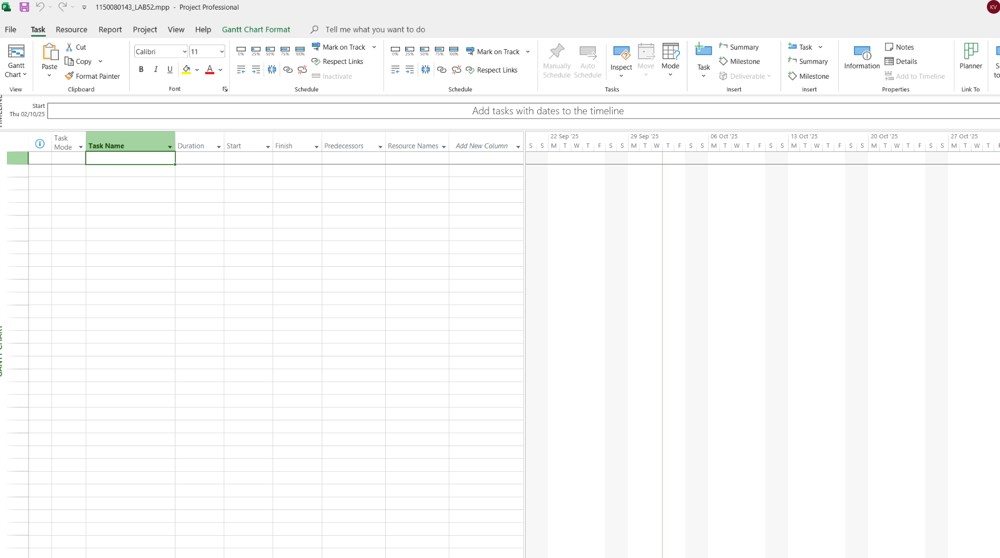 1150080143_LAB52.mpp - Project Professional
KV
File Task Resource Report Project View Help Gantt Chart Format Tell me what you want to do
Gantt Chart
View
Paste
Cut
Copy
Format Painter
Clipboard
Calibri 11
B I U A
Font
0% 25% 50% 75% 100%
Mark on Track
Respect Links
Inactivate
Schedule
0% 25% 50% 75% 100%
Mark on Track
Respect Links
Schedule
Manually Schedule
Auto Schedule
Inspect
Move
Mode
Tasks
Task
Summary
Milestone
Deliverable
Insert
Task
Summary
Milestone
Insert
Information
Notes
Details
Add to Timeline
Properties
Planner
Link To
TIMELINE
Start
Thu 02/10/25
Add tasks with dates to the timeline
Task Mode Task Name Duration Start Finish Predecessors Resource Names Add New Column
22 Sep '25 29 Sep '25 06 Oct '25 13 Oct '25 20 Oct '25 27 Oct '25
S S M T W T F S S M T W T F S S M T W T F S S M T W T F S S M T W T F S S M T W T F
GANTT CHART